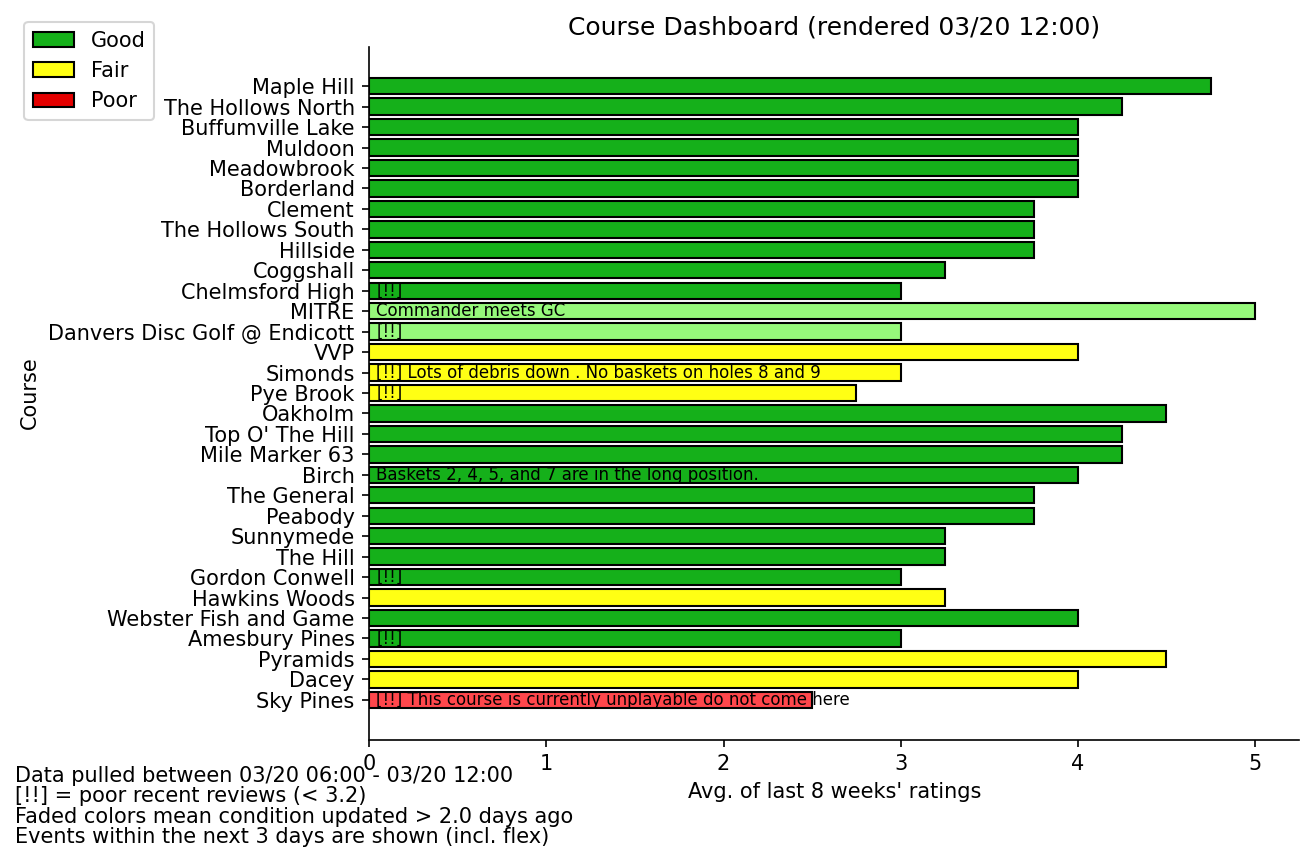 Course Dashboard (rendered 03/20 12:00)
Good
Fair
Poor
Course
Maple Hill
The Hollows North
Buffumville Lake
Muldoon
Meadowbrook
Borderland
Clement
The Hollows South
Hillside
Coggshall
Chelmsford High [!!]
MITRE Commander meets GC
Danvers Disc Golf @ Endicott [!!]
VVP
Simonds [!!] Lots of debris down . No baskets on holes 8 and 9
Pye Brook [!!]
Oakholm
Top O' The Hill
Mile Marker 63
Birch Baskets 2, 4, 5, and 7 are in the long position.
The General
Peabody
Sunnymede
The Hill
Gordon Conwell [!!]
Hawkins Woods
Webster Fish and Game
Amesbury Pines [!!]
Pyramids
Dacey
Sky Pines [!!] This course is currently unplayable do not come here
0 1 2 3 4 5
Avg. of last 8 weeks' ratings
Data pulled between 03/20 06:00 - 03/20 12:00
[!!] = poor recent reviews (< 3.2)
Faded colors mean condition updated > 2.0 days ago
Events within the next 3 days are shown (incl. flex)